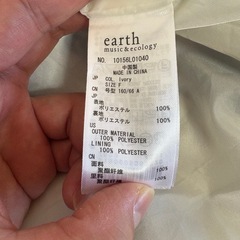 earth
music & ecology
NO. 10156L01040
中国製
MADE IN CHINA
JP COL. Ivory
JP SIZE F
CN 号型 160/66 A
JP
表地
ポリエステル 100%
裏地
ポリエステル 100%
US
OUTER MATERIAL
100% POLYESTER
LINING
100% POLYESTER
CN
面料
聚酯纤维 100%
里料
聚酯纤维 100%